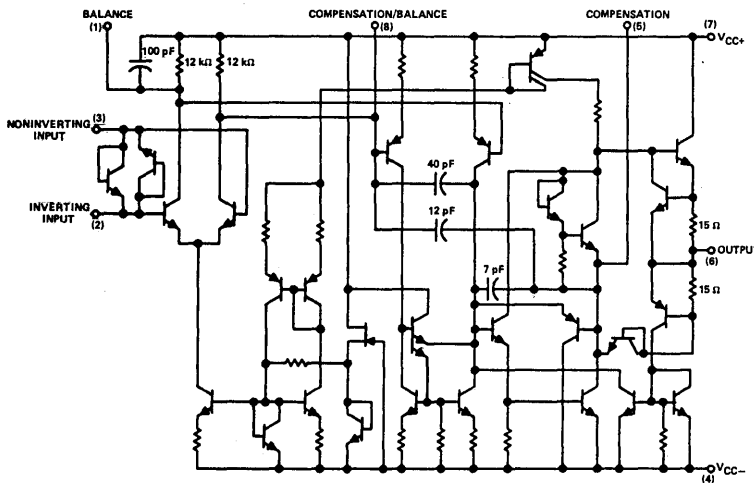 BALANCE
(1)
COMPENSATION/BALANCE
(8)
COMPENSATION
(5)
(7)
VCC+
100 pF
12 kΩ
12 kΩ
NONINVERTING
INPUT
(3)
INVERTING
INPUT
(2)
40 pF
12 pF
7 pF
15 Ω
OUTPUT
(6)
15 Ω
VCC−
(4)